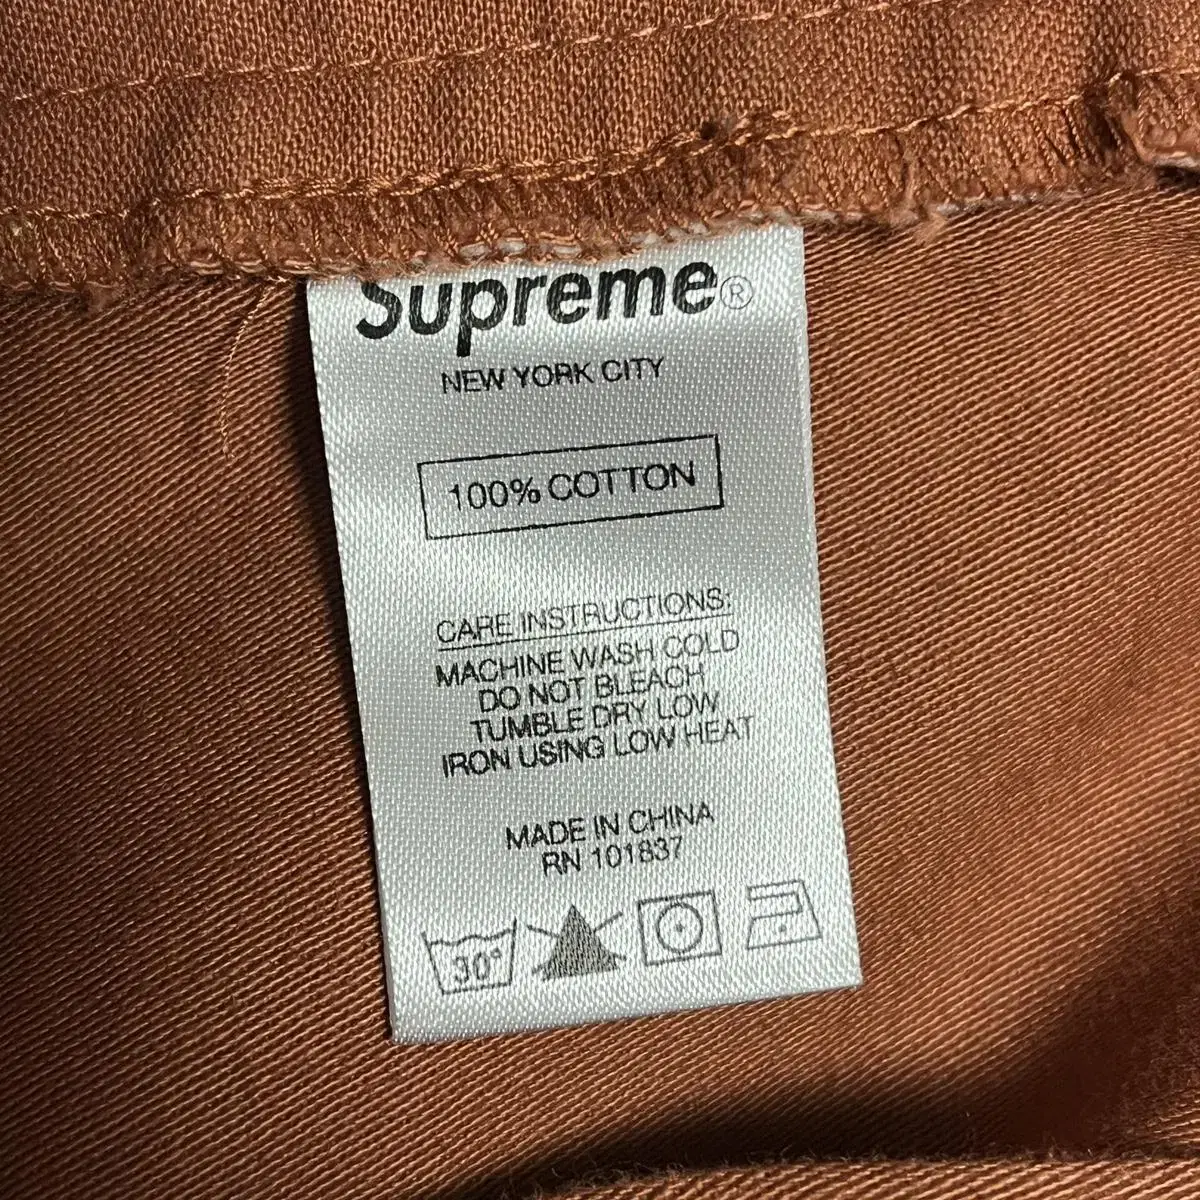 Supreme®
NEW YORK CITY
100% COTTON
CARE INSTRUCTIONS:
MACHINE WASH COLD
DO NOT BLEACH
TUMBLE DRY LOW
IRON USING LOW HEAT
MADE IN CHINA
RN 101837
30°